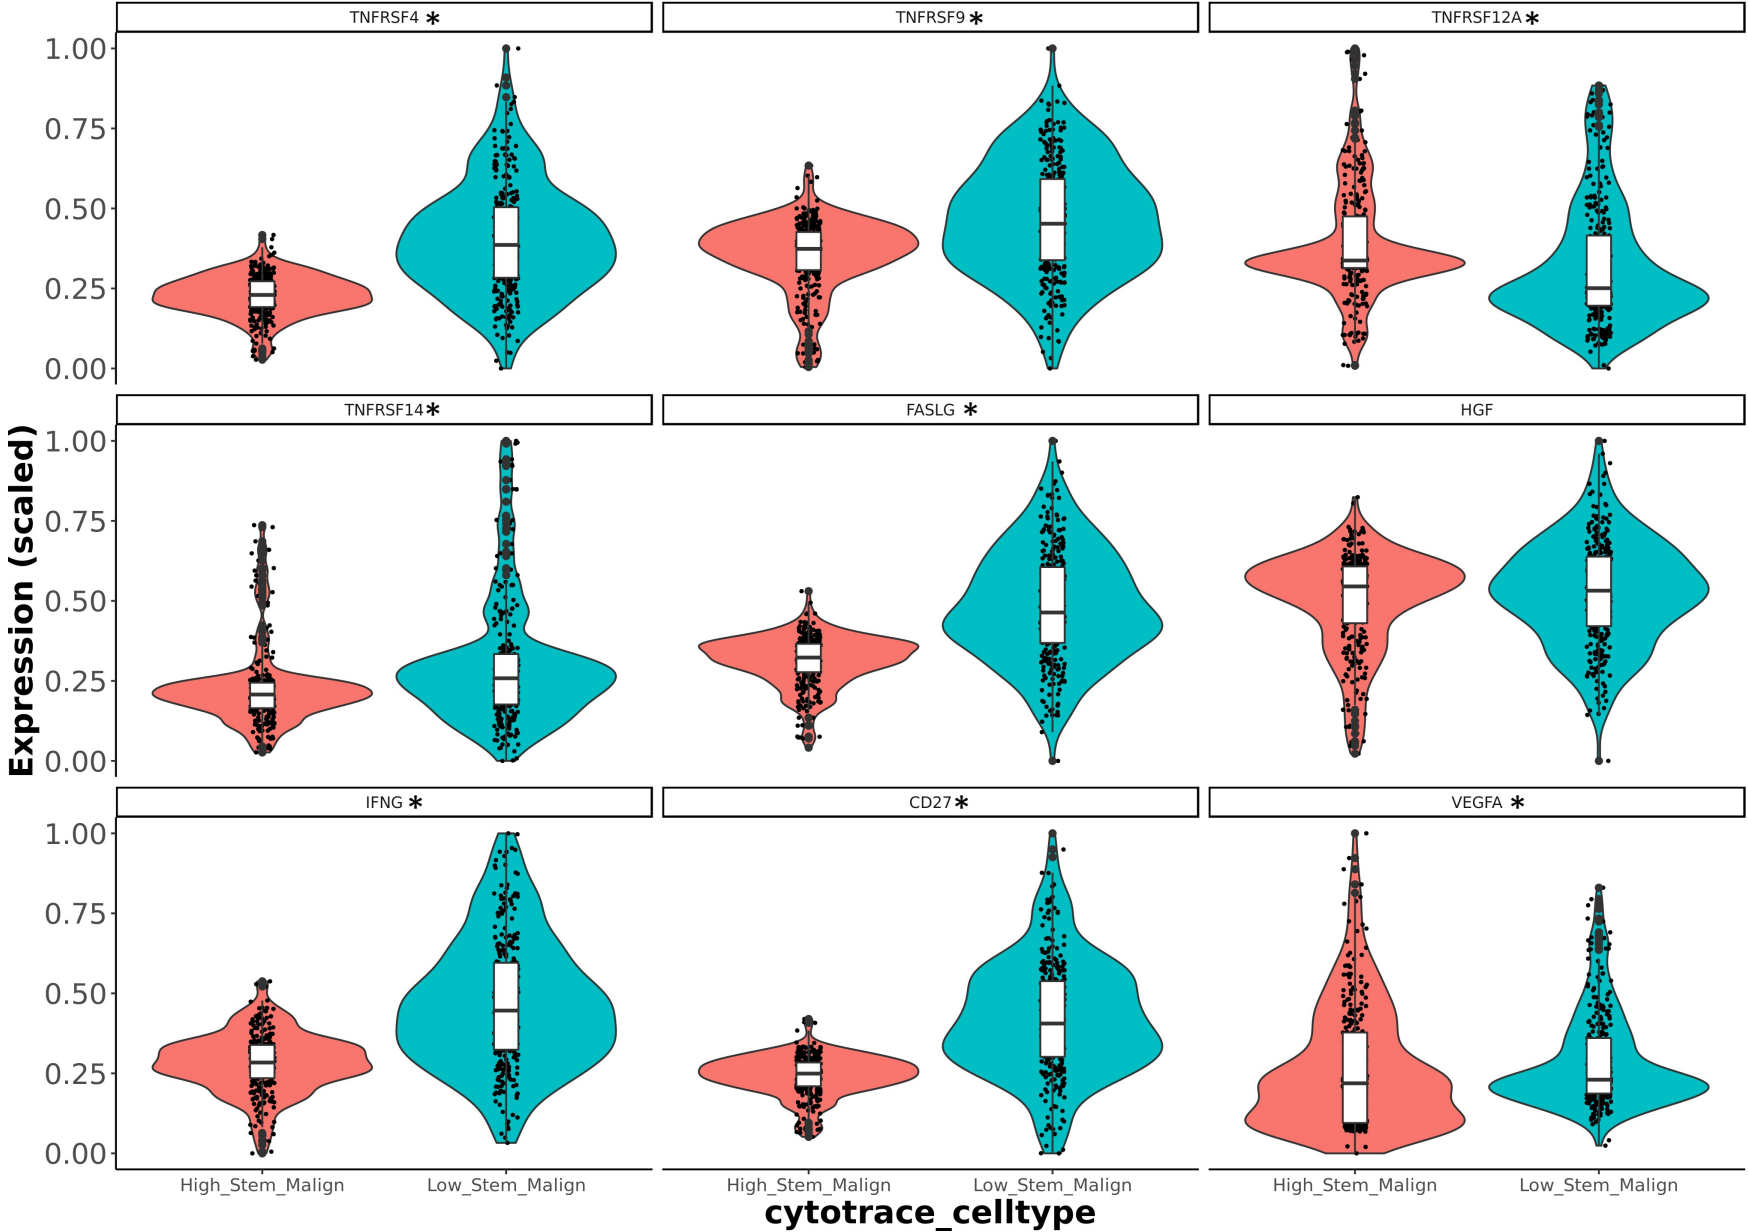 TNFRSF4 * TNFRSF9 * TNFRSF12A *
1.00
0.75
0.50
0.25
0.00
TNFRSF14 * FASLG * HGF
1.00
0.75
0.50
0.25
0.00
Expression (scaled)
IFNG * CD27 * VEGFA *
1.00
0.75
0.50
0.25
0.00
High_Stem_Malign Low_Stem_Malign High_Stem_Malign Low_Stem_Malign High_Stem_Malign Low_Stem_Malign
cytotrace_celltype